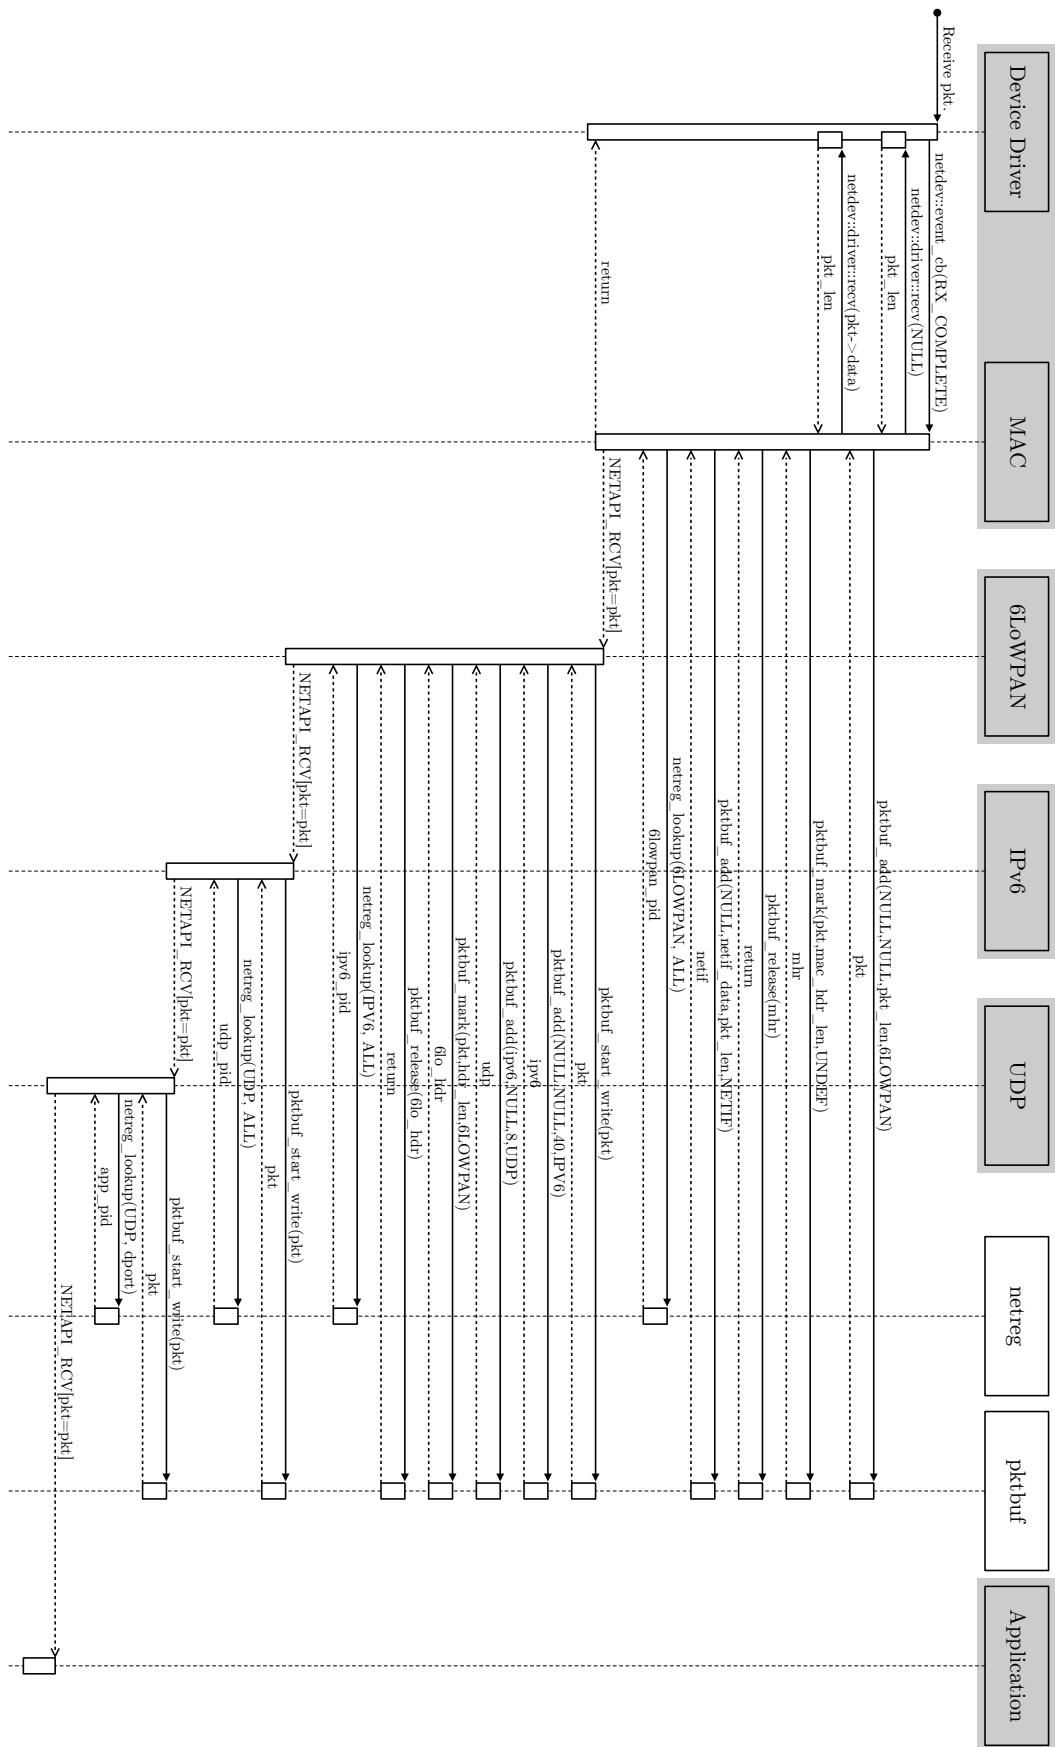 Device Driver
MAC
6LoWPAN
IPv6
UDP
netreg
pktbuf
Application
Receive pkt.
netdev::event_cb(RX_COMPLETE)
netdev::driver::recv(NULL)
pkt_len
pktbuf_add(NULL,NULL,pkt_len,6LOWPAN)
pkt
netdev::driver::recv(pkt->data)
pkt_len
pktbuf_mark(pkt,mac_hdr_len,UNDEF)
mhr
pktbuf_release(mhr)
return
pktbuf_add(NULL,netif_data,pkt_len,NETIF)
netif
netreg_lookup(6LOWPAN, ALL)
6lowpan_pid
NETAPI_RCV[pkt=pkt]
return
pktbuf_start_write(pkt)
pkt
pktbuf_add(NULL,NULL,40,IPV6)
ipv6
pktbuf_add(ipv6,NULL,8,UDP)
udp
pktbuf_mark(pkt,hdr_len,6LOWPAN)
6lo_hdr
pktbuf_release(6lo_hdr)
return
netreg_lookup(IPV6, ALL)
ipv6_pid
NETAPI_RCV[pkt=pkt]
pktbuf_start_write(pkt)
pkt
netreg_lookup(UDP, ALL)
udp_pid
NETAPI_RCV[pkt=pkt]
pktbuf_start_write(pkt)
pkt
netreg_lookup(UDP, dport)
app_pid
NETAPI_RCV[pkt=pkt]